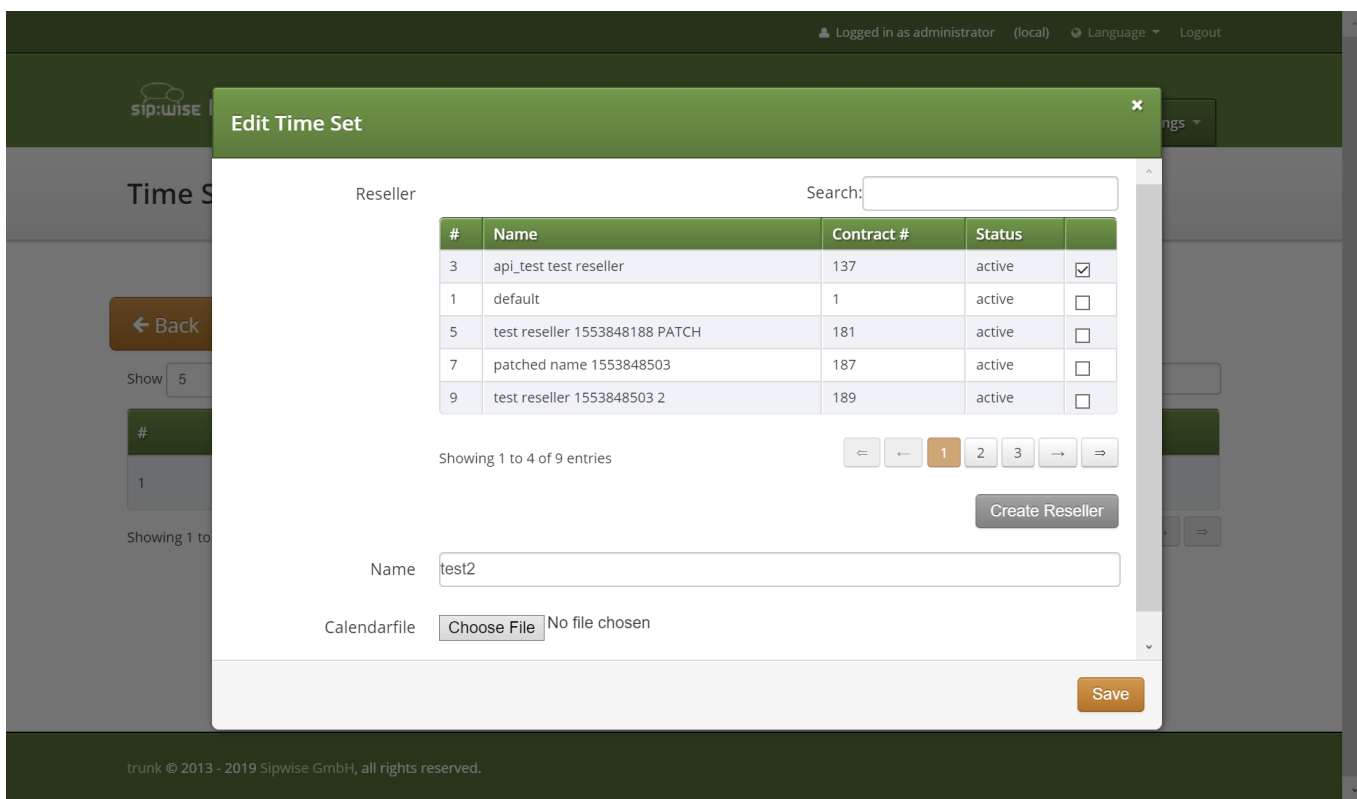 Logged in as administrator (local) Language Logout
sip:wise
Edit Time Set
ngs
Time S
Reseller Search:
# Name Contract # Status
3 api_test test reseller 137 active
1 default 1 active
5 test reseller 1553848188 PATCH 181 active
7 patched name 1553848503 187 active
9 test reseller 1553848503 2 189 active
← Back
Show 5
#
1
Showing 1 to 4 of 9 entries ⇐ ← 1 2 3 → ⇒
Create Reseller
Showing 1 to ⇒
Name test2
Calendarfile Choose File No file chosen
Save
trunk © 2013 - 2019 Sipwise GmbH, all rights reserved.